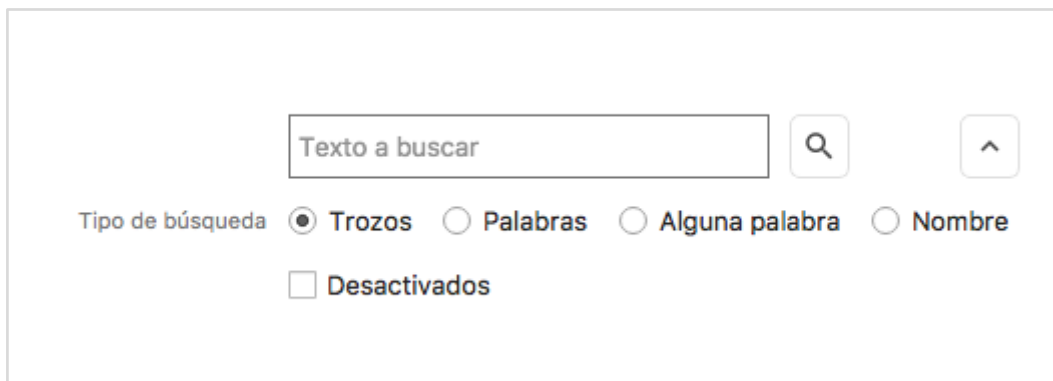 Texto a buscar
Tipo de búsqueda Trozos Palabras Alguna palabra Nombre
Desactivados